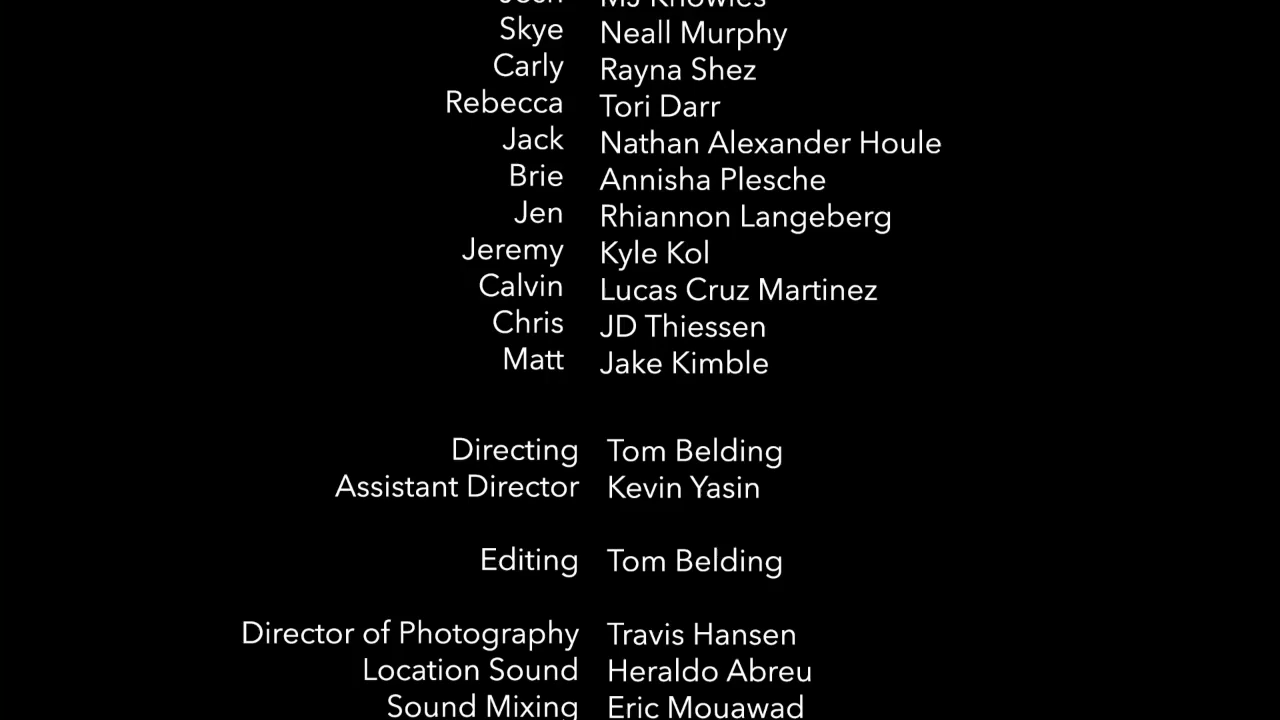 MJ Knowles
Skye Neall Murphy
Carly Rayna Shez
Rebecca Tori Darr
Jack Nathan Alexander Houle
Brie Annisha Plesche
Jen Rhiannon Langeberg
Jeremy Kyle Kol
Calvin Lucas Cruz Martinez
Chris JD Thiessen
Matt Jake Kimble
Directing Tom Belding
Assistant Director Kevin Yasin
Editing Tom Belding
Director of Photography Travis Hansen
Location Sound Heraldo Abreu
Sound Mixing Eric Mouawad